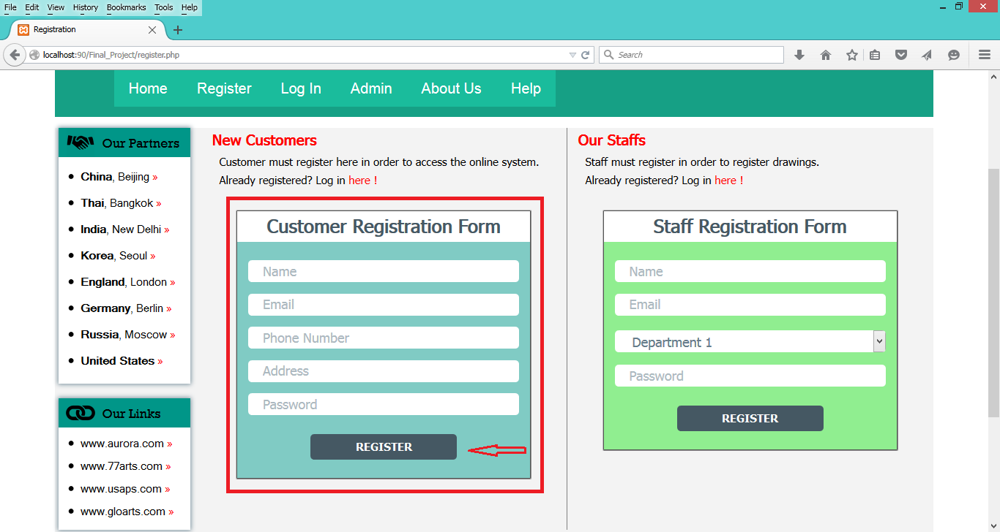 File Edit View History Bookmarks Tools Help
Registration
localhost:90/Final_Project/register.php
Search
Home Register Log In Admin About Us Help
Our Partners
China, Beijing »
Thai, Bangkok »
India, New Delhi »
Korea, Seoul »
England, London »
Germany, Berlin »
Russia, Moscow »
United States »
Our Links
www.aurora.com »
www.77arts.com »
www.usaps.com »
www.gloarts.com »
New Customers
Customer must register here in order to access the online system.
Already registered? Log in here !
Customer Registration Form
Name
Email
Phone Number
Address
Password
REGISTER
Our Staffs
Staff must register in order to register drawings.
Already registered? Log in here !
Staff Registration Form
Name
Email
Department 1
Password
REGISTER